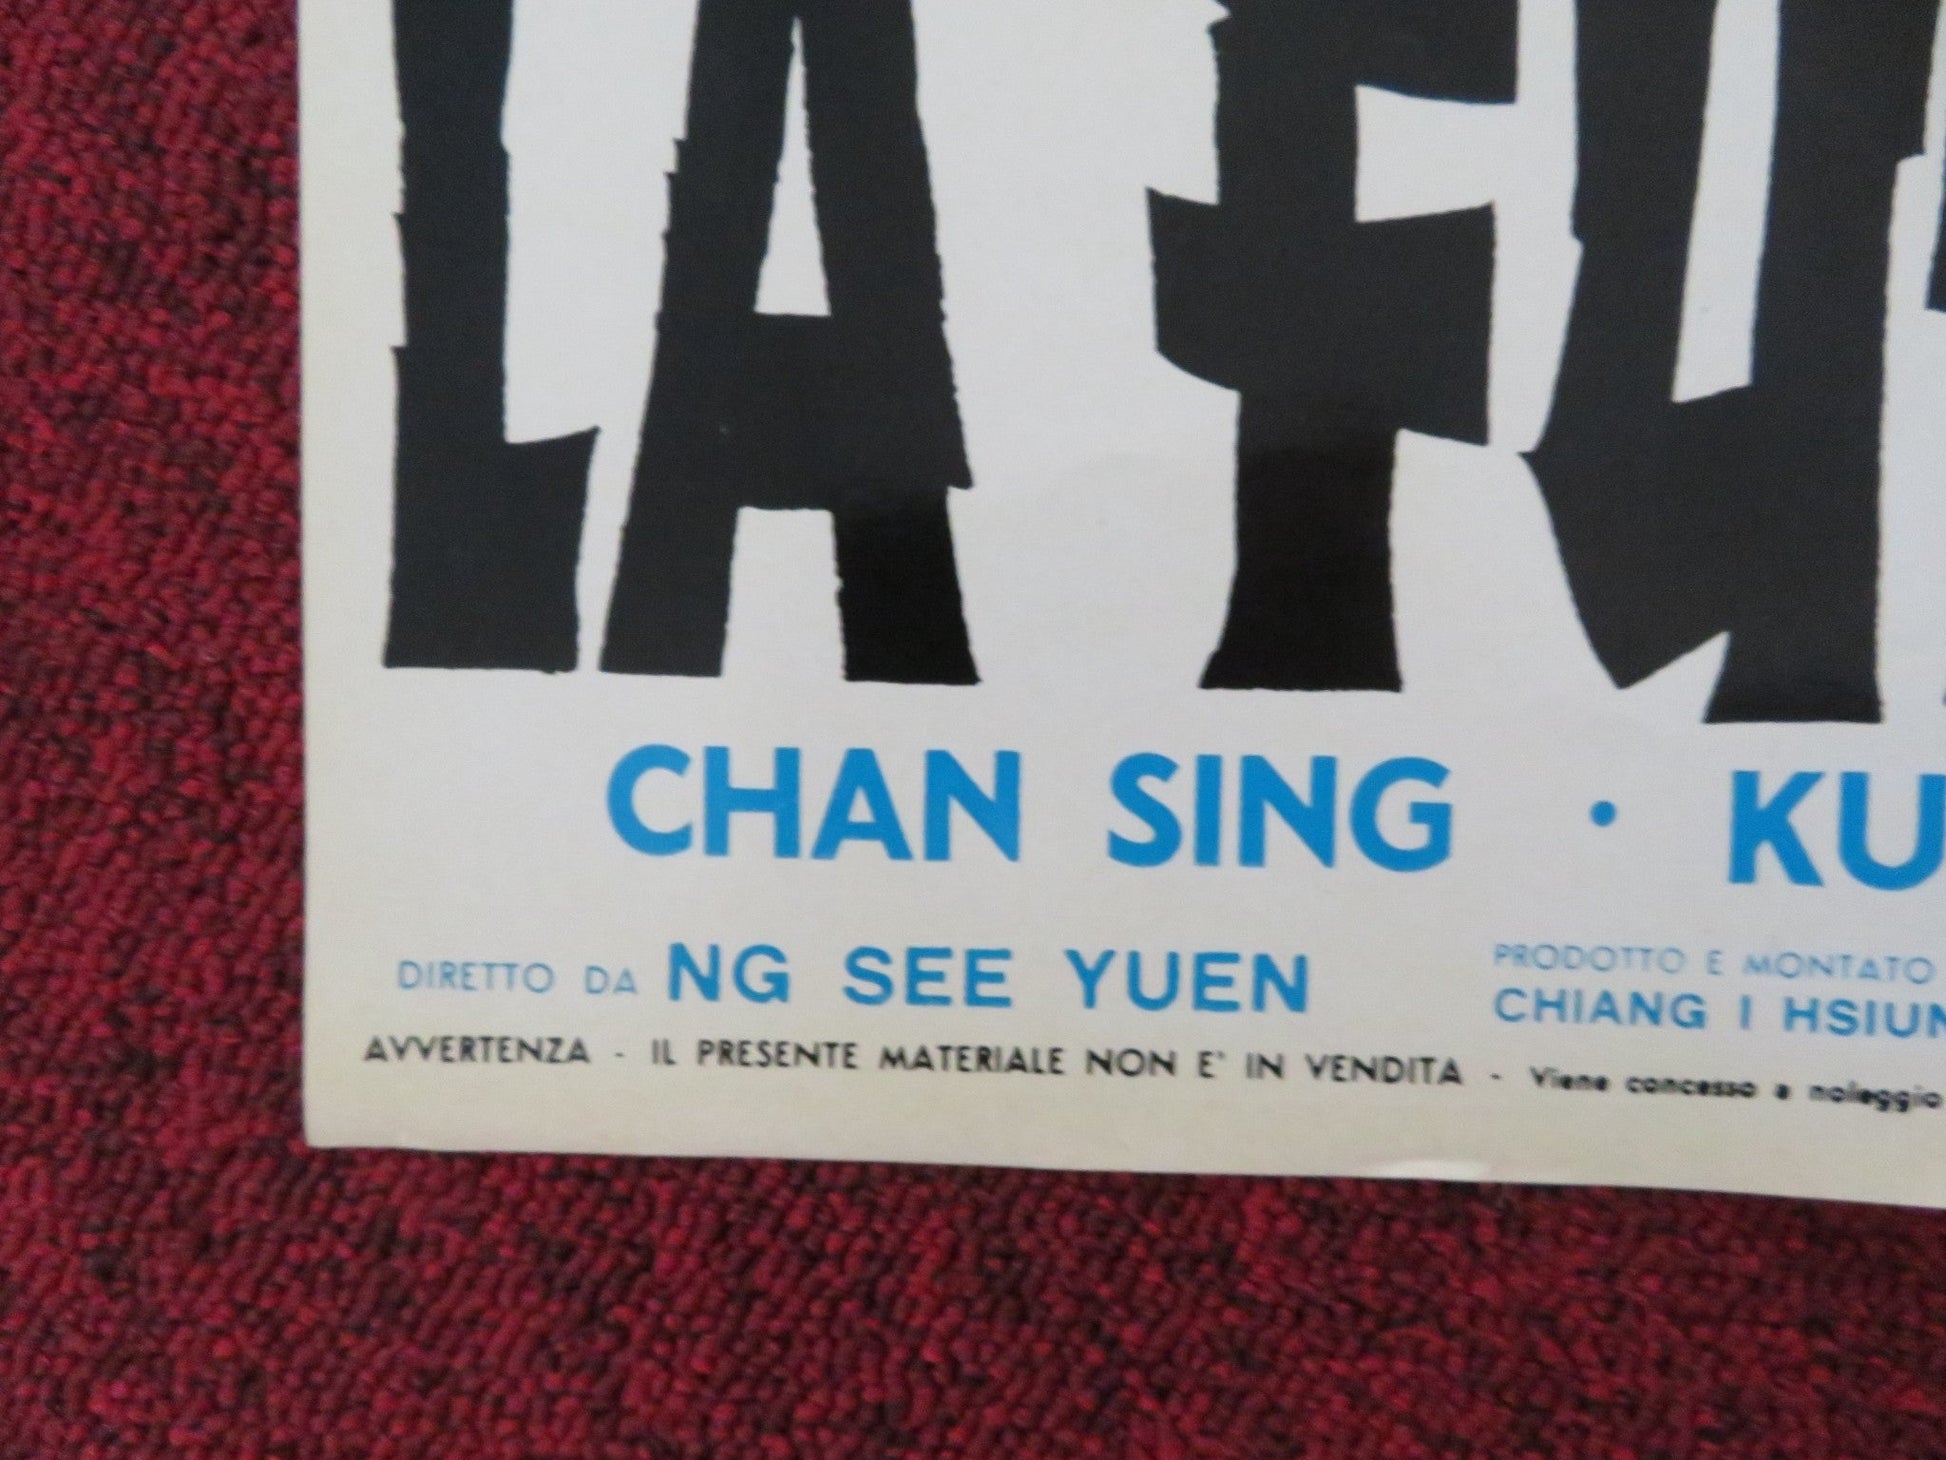 LA FU
CHAN SING · KU
DIRETTO DA NG SEE YUEN
PRODOTTO E MONTATO
CHIANG I HSIUN
AVVERTENZA - IL PRESENTE MATERIALE NON E' IN VENDITA - Viene concesso a noleggio